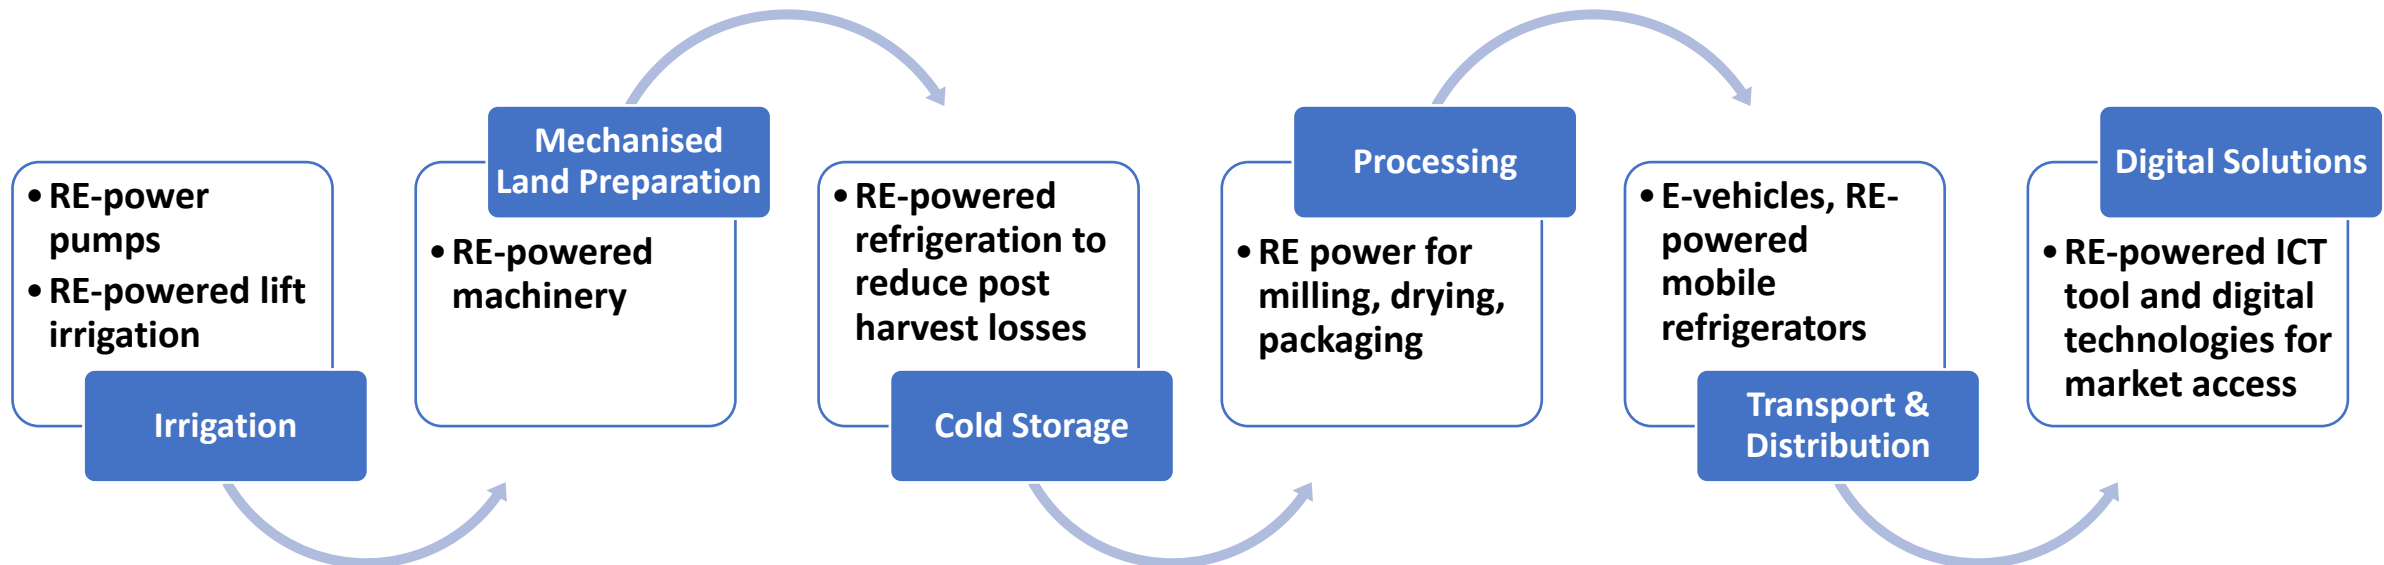 • RE-power
pumps
• RE-powered lift
irrigation
Irrigation
Mechanised
Land Preparation
• RE-powered
machinery
• RE-powered
refrigeration to
reduce post
harvest losses
Cold Storage
Processing
• RE power for
milling, drying,
packaging
• E-vehicles, RE-
powered
mobile
refrigerators
Transport &
Distribution
Digital Solutions
• RE-powered ICT
tool and digital
technologies for
market access